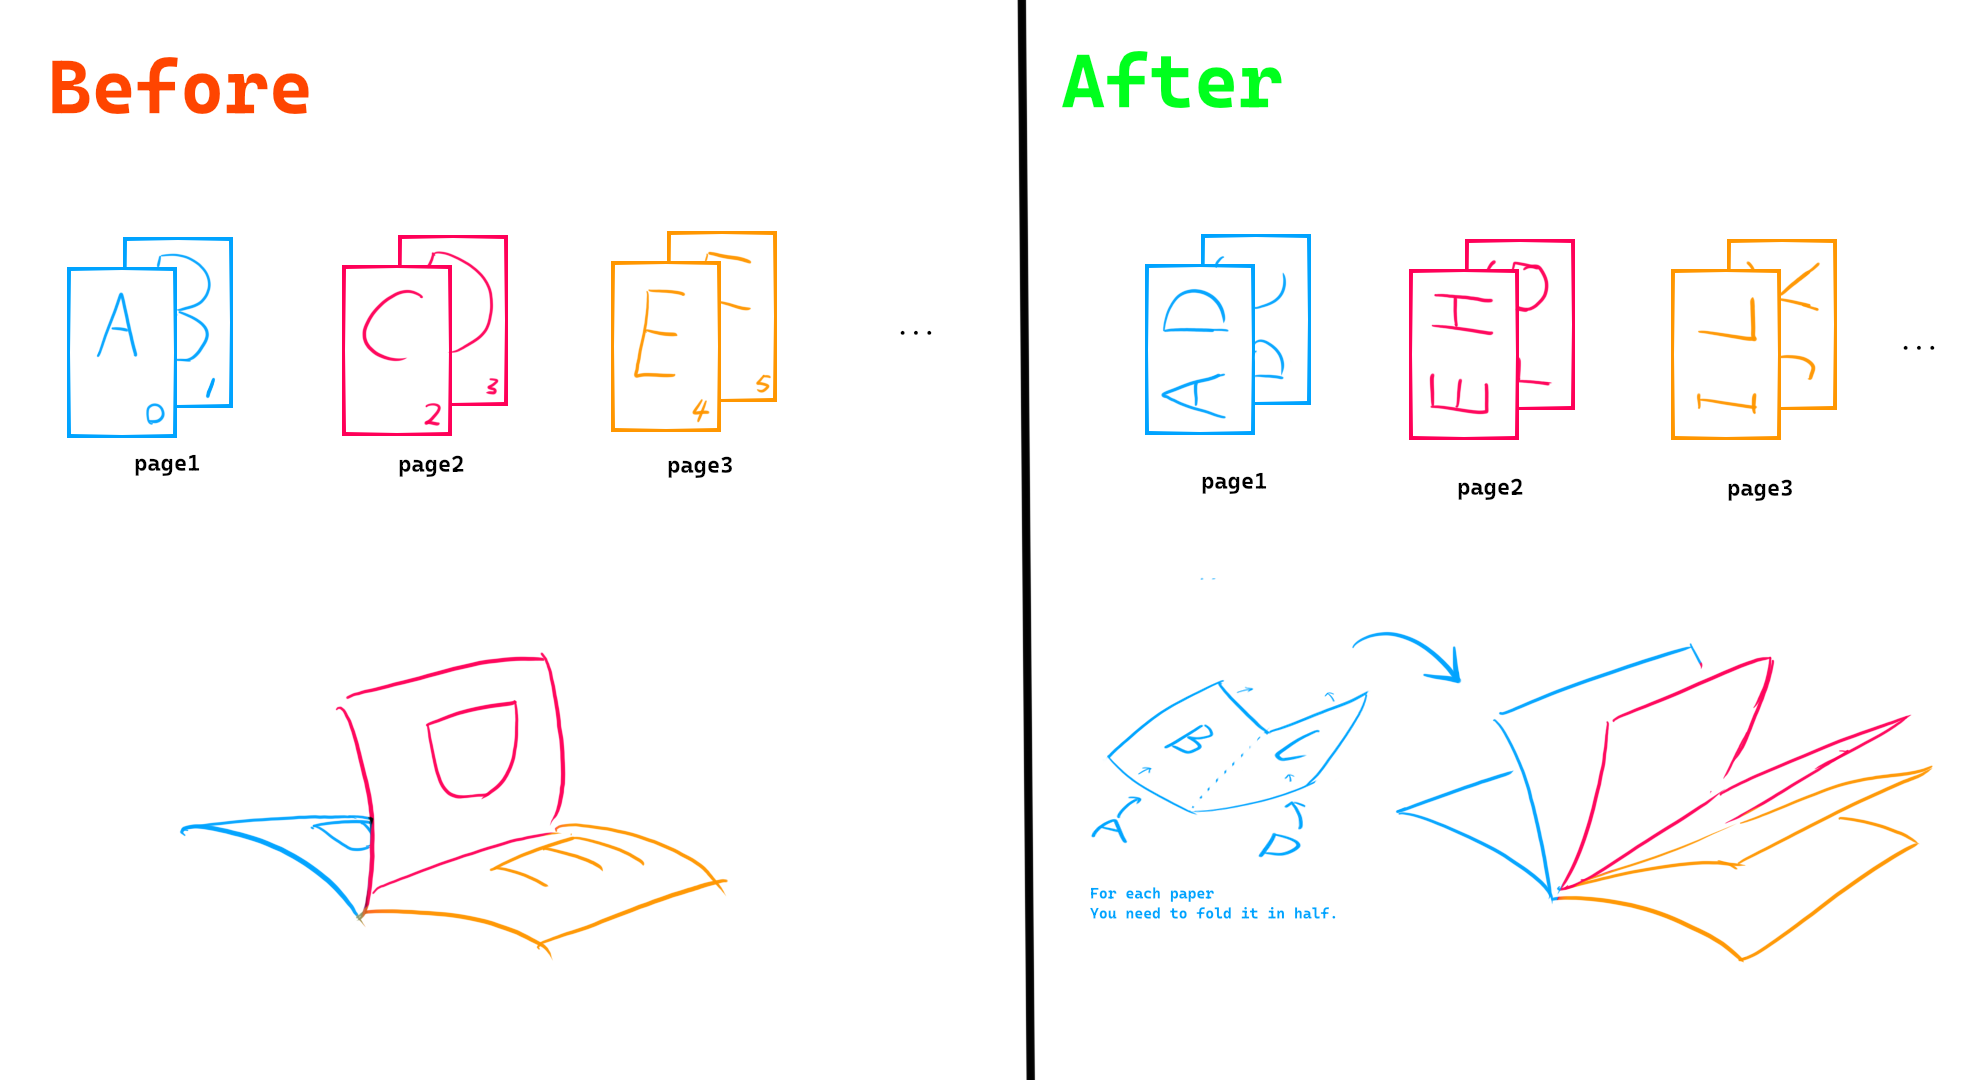 Before
A
B
0
1
page1
C
D
2
3
page2
E
F
4
5
page3
...
D
E
After
A D
B C
page1
E H
F G
page2
I L
J K
page3
...
B
C
A
D
For each paper
You need to fold it in half.